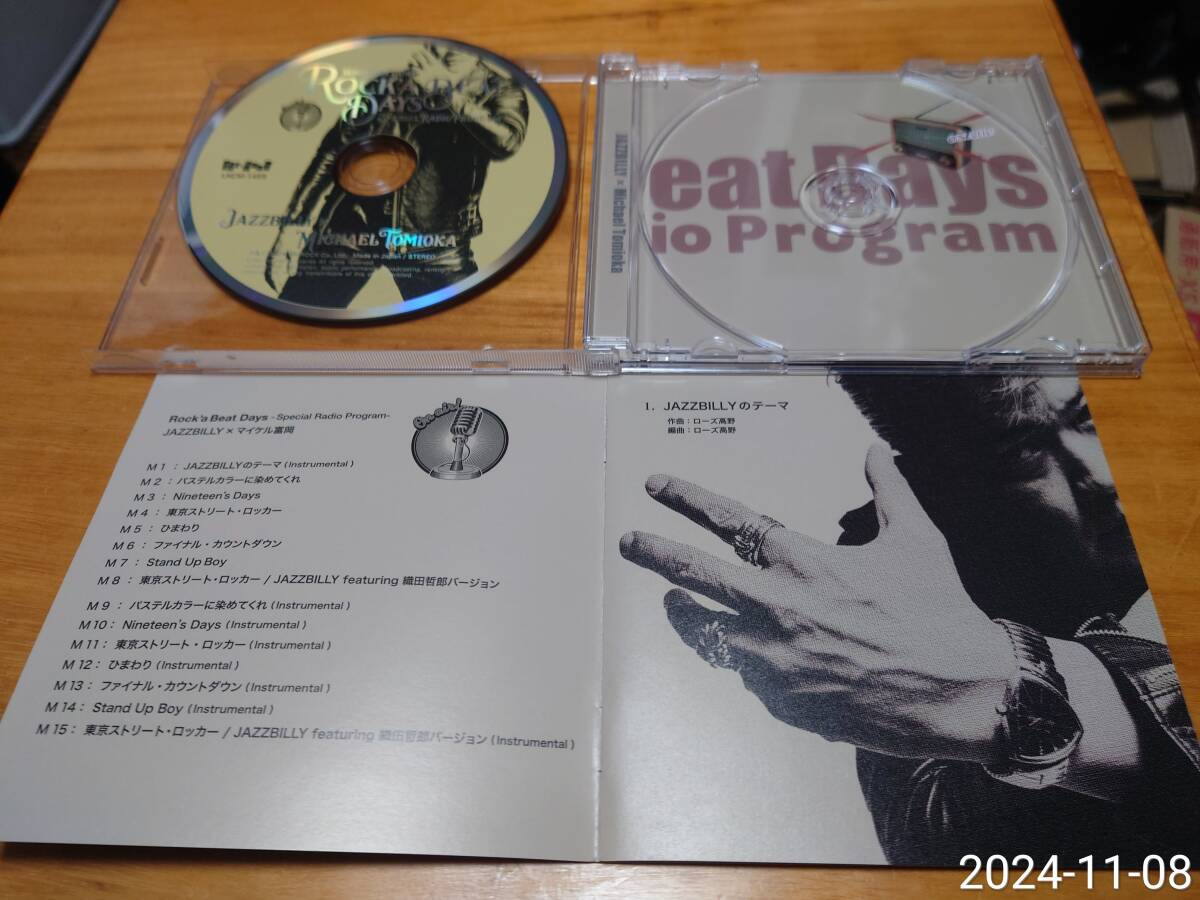 ROCK'A BEAT
DAYS
JAZZBILLY
MICHAEL TOMIOKA
JAZZBILLY × Michael Tomioka
eat Days
io Program
Rock'a Beat Days -Special Radio Program-
JAZZBILLY×マイケル富岡
On air!
M 1 : JAZZBILLYのテーマ (Instrumental)
M 2 : パステルカラーに染めてくれ
M 3 : Nineteen's Days
M 4 : 東京ストリート・ロッカー
M 5 : ひまわり
M 6 : ファイナル・カウントダウン
M 7 : Stand Up Boy
M 8 : 東京ストリート・ロッカー / JAZZBILLY featuring 織田哲郎バージョン
M 9 : パステルカラーに染めてくれ (Instrumental)
M 10 : Nineteen's Days (Instrumental)
M 11 : 東京ストリート・ロッカー (Instrumental)
M 12 : ひまわり (Instrumental)
M 13 : ファイナル・カウントダウン (Instrumental)
M 14 : Stand Up Boy (Instrumental)
M 15 : 東京ストリート・ロッカー / JAZZBILLY featuring 織田哲郎バージョン (Instrumental)
1. JAZZBILLYのテーマ
作曲：ローズ高野
編曲：ローズ高野
2024-11-08